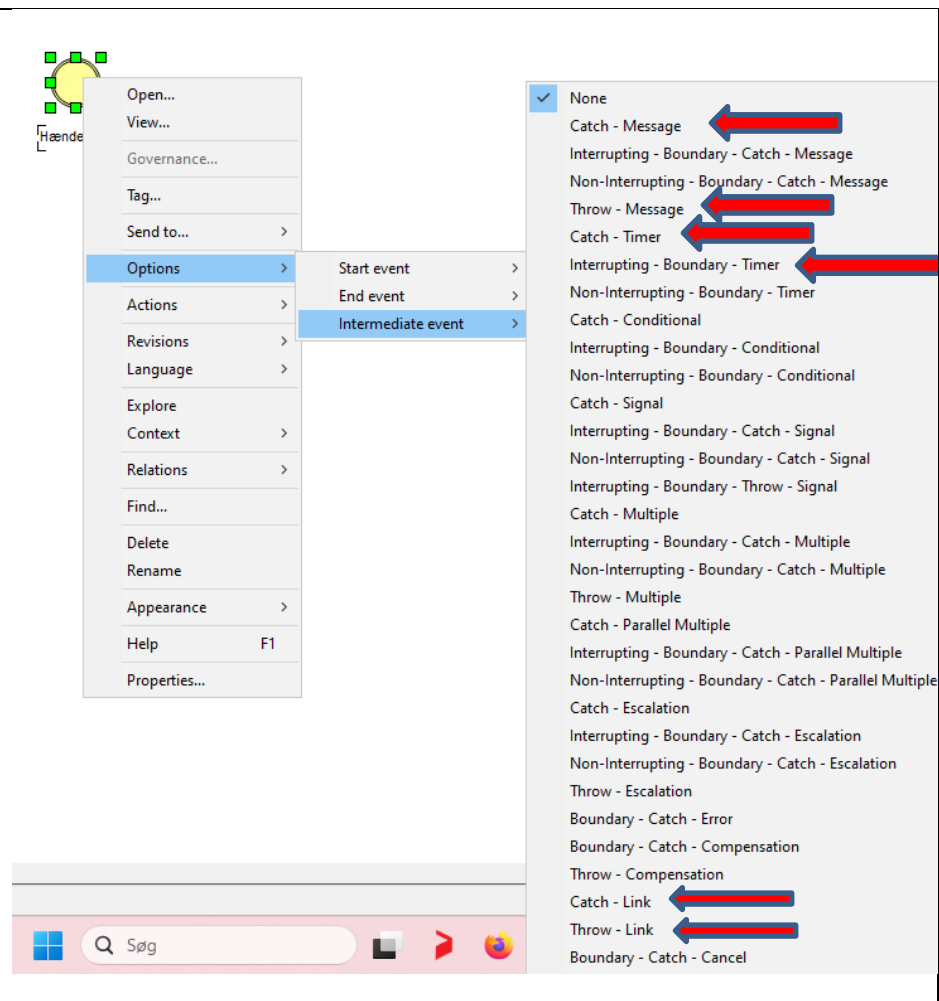 Hænde
Open...
View...
Governance...
Tag...
Send to...
Options
Actions
Revisions
Language
Explore
Context
Relations
Find...
Delete
Rename
Appearance
Help F1
Properties...
Start event
End event
Intermediate event
None
Catch - Message
Interrupting - Boundary - Catch - Message
Non-Interrupting - Boundary - Catch - Message
Throw - Message
Catch - Timer
Interrupting - Boundary - Timer
Non-Interrupting - Boundary - Timer
Catch - Conditional
Interrupting - Boundary - Conditional
Non-Interrupting - Boundary - Conditional
Catch - Signal
Interrupting - Boundary - Catch - Signal
Non-Interrupting - Boundary - Catch - Signal
Interrupting - Boundary - Throw - Signal
Catch - Multiple
Interrupting - Boundary - Catch - Multiple
Non-Interrupting - Boundary - Catch - Multiple
Throw - Multiple
Catch - Parallel Multiple
Interrupting - Boundary - Catch - Parallel Multiple
Non-Interrupting - Boundary - Catch - Parallel Multiple
Catch - Escalation
Interrupting - Boundary - Catch - Escalation
Non-Interrupting - Boundary - Catch - Escalation
Throw - Escalation
Boundary - Catch - Error
Boundary - Catch - Compensation
Throw - Compensation
Catch - Link
Throw - Link
Boundary - Catch - Cancel
Søg